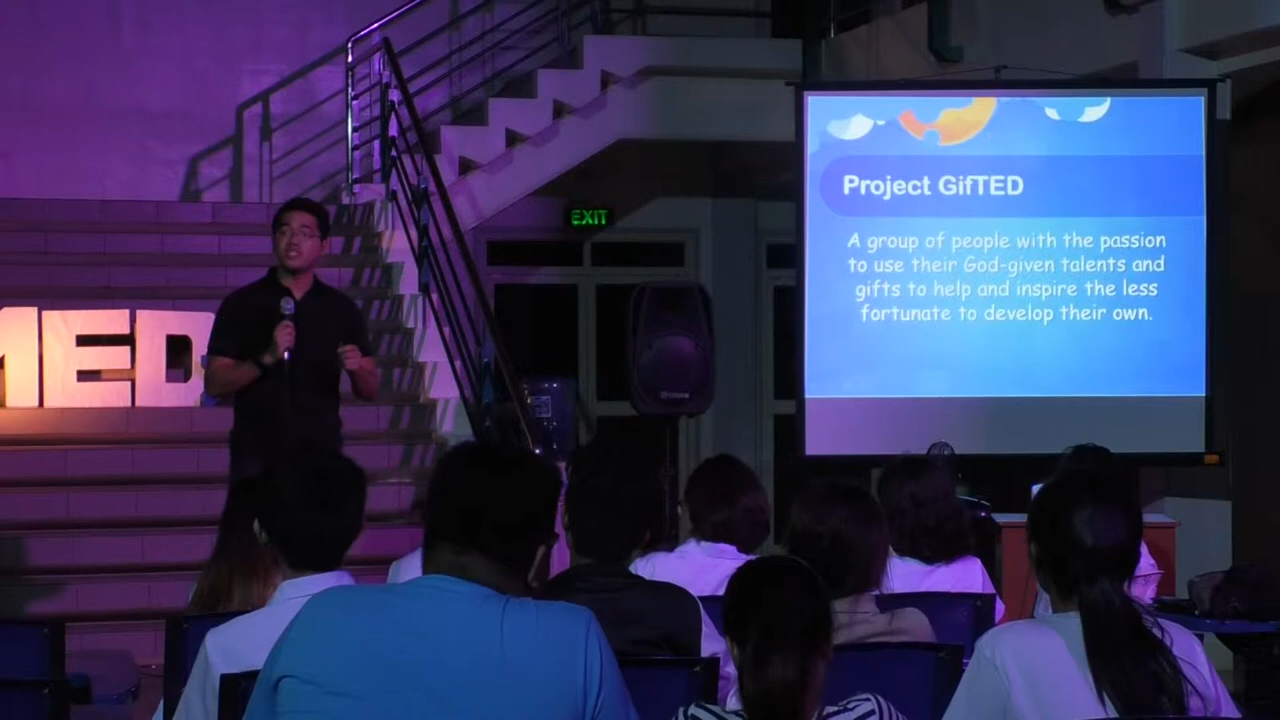 MED
EXIT
Project GifTED
A group of people with the passion
to use their God-given talents and
gifts to help and inspire the less
fortunate to develop their own.